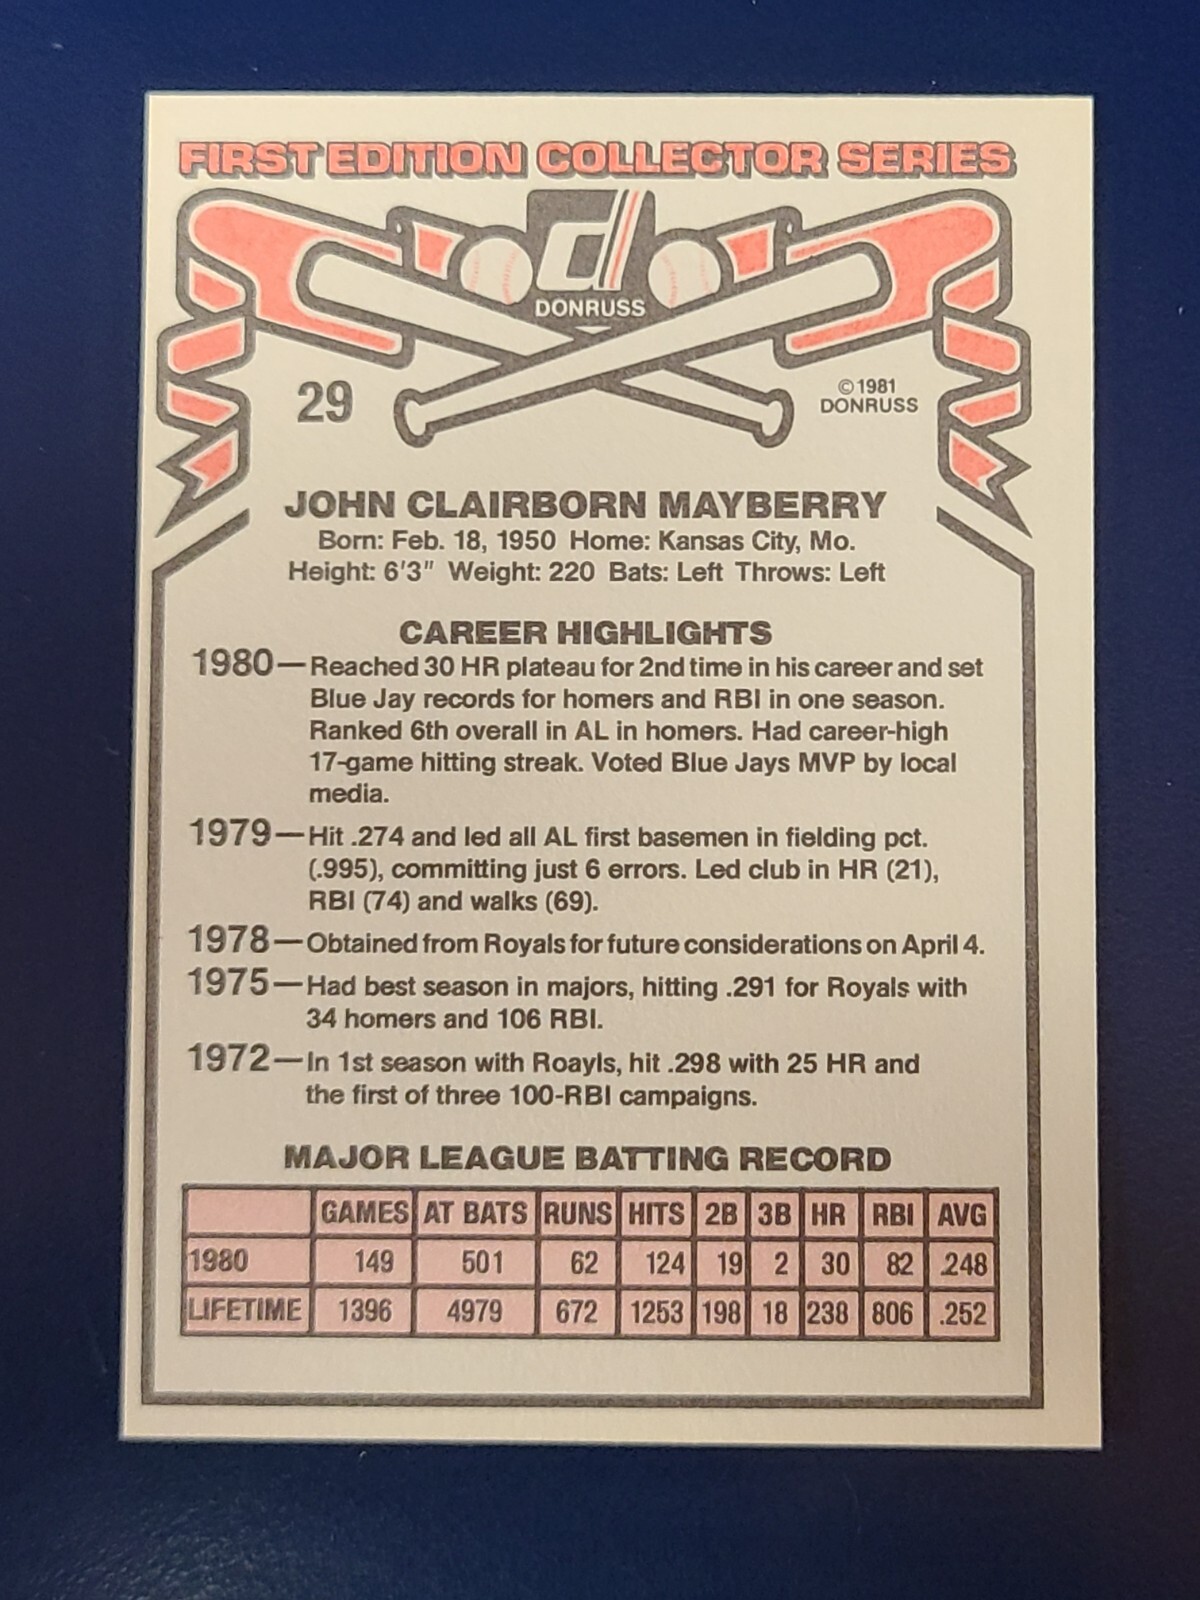 FIRST EDITION COLLECTOR SERIES
d
DONRUSS
29
©1981
DONRUSS
JOHN CLAIRBORN MAYBERRY
Born: Feb. 18, 1950 Home: Kansas City, Mo.
Height: 6'3" Weight: 220 Bats: Left Throws: Left
CAREER HIGHLIGHTS
1980—Reached 30 HR plateau for 2nd time in his career and set
Blue Jay records for homers and RBI in one season.
Ranked 6th overall in AL in homers. Had career-high
17-game hitting streak. Voted Blue Jays MVP by local
media.
1979—Hit .274 and led all AL first basemen in fielding pct.
(.995), committing just 6 errors. Led club in HR (21),
RBI (74) and walks (69).
1978—Obtained from Royals for future considerations on April 4.
1975—Had best season in majors, hitting .291 for Royals with
34 homers and 106 RBI.
1972—In 1st season with Roayls, hit .298 with 25 HR and
the first of three 100-RBI campaigns.
MAJOR LEAGUE BATTING RECORD
GAMES AT BATS RUNS HITS 2B 3B HR RBI AVG
1980 149 501 62 124 19 2 30 82 .248
LIFETIME 1396 4979 672 1253 198 18 238 806 .252